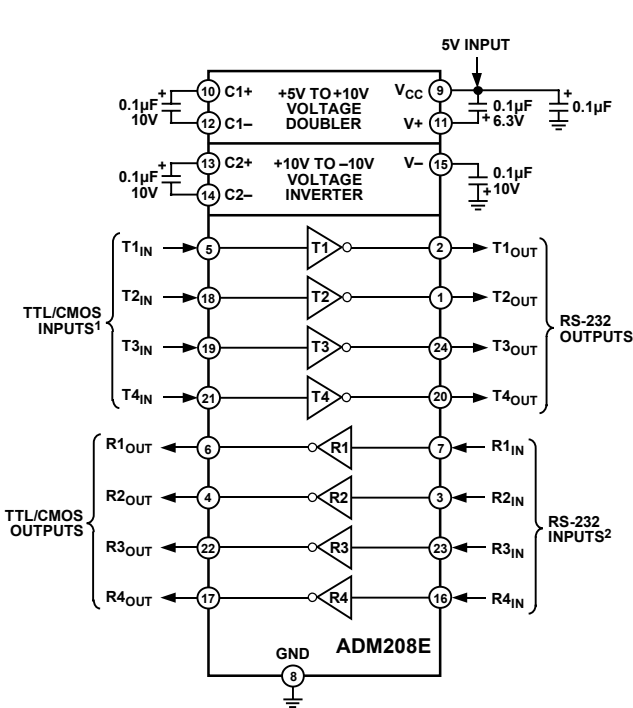 5V INPUT
10 C1+ +5V TO +10V VOLTAGE DOUBLER VCC 9
+ 0.1µF 10V
12 C1–
V+ 11
0.1µF + 6.3V
+ 0.1µF
13 C2+ +10V TO –10V VOLTAGE INVERTER V– 15
+ 0.1µF 10V
14 C2–
0.1µF + 10V
T1IN 5 T1 2 T1OUT
T2IN 18 T2 1 T2OUT
TTL/CMOS INPUTS1
RS-232 OUTPUTS
T3IN 19 T3 24 T3OUT
T4IN 21 T4 20 T4OUT
R1OUT 6 R1 7 R1IN
R2OUT 4 R2 3 R2IN
TTL/CMOS OUTPUTS
RS-232 INPUTS2
R3OUT 22 R3 23 R3IN
R4OUT 17 R4 16 R4IN
GND ADM208E
8